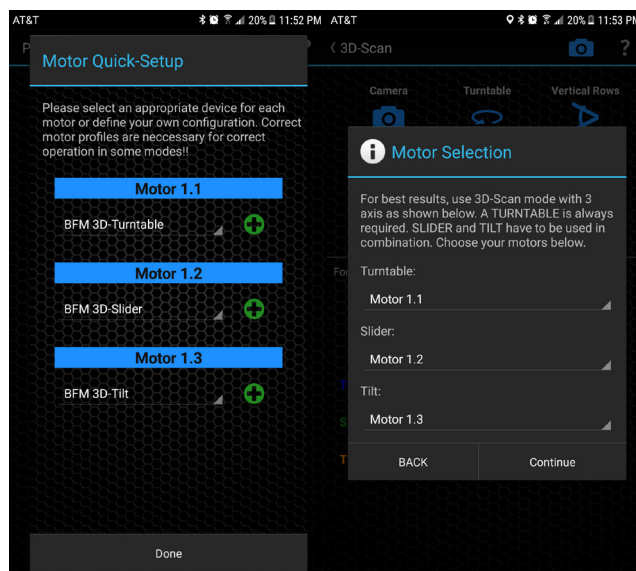 AT&T 20% 11:52 PM
P ?
Motor Quick-Setup
Please select an appropriate device for each
motor or define your own configuration. Correct
motor profiles are neccessary for correct
operation in some modes!!
Motor 1.1
BFM 3D-Turntable
Motor 1.2
BFM 3D-Slider
Motor 1.3
BFM 3D-Tilt
Done
AT&T 20% 11:53 PM
3D-Scan ?
Camera Turntable Vertical Rows
Motor Selection
For best results, use 3D-Scan mode with 3
axis as shown below. A TURNTABLE is always
required. SLIDER and TILT have to be used in
combination. Choose your motors below.
Fo
Turntable:
Motor 1.1
Slider:
Motor 1.2
T
Tilt:
S
Motor 1.3
T
BACK Continue